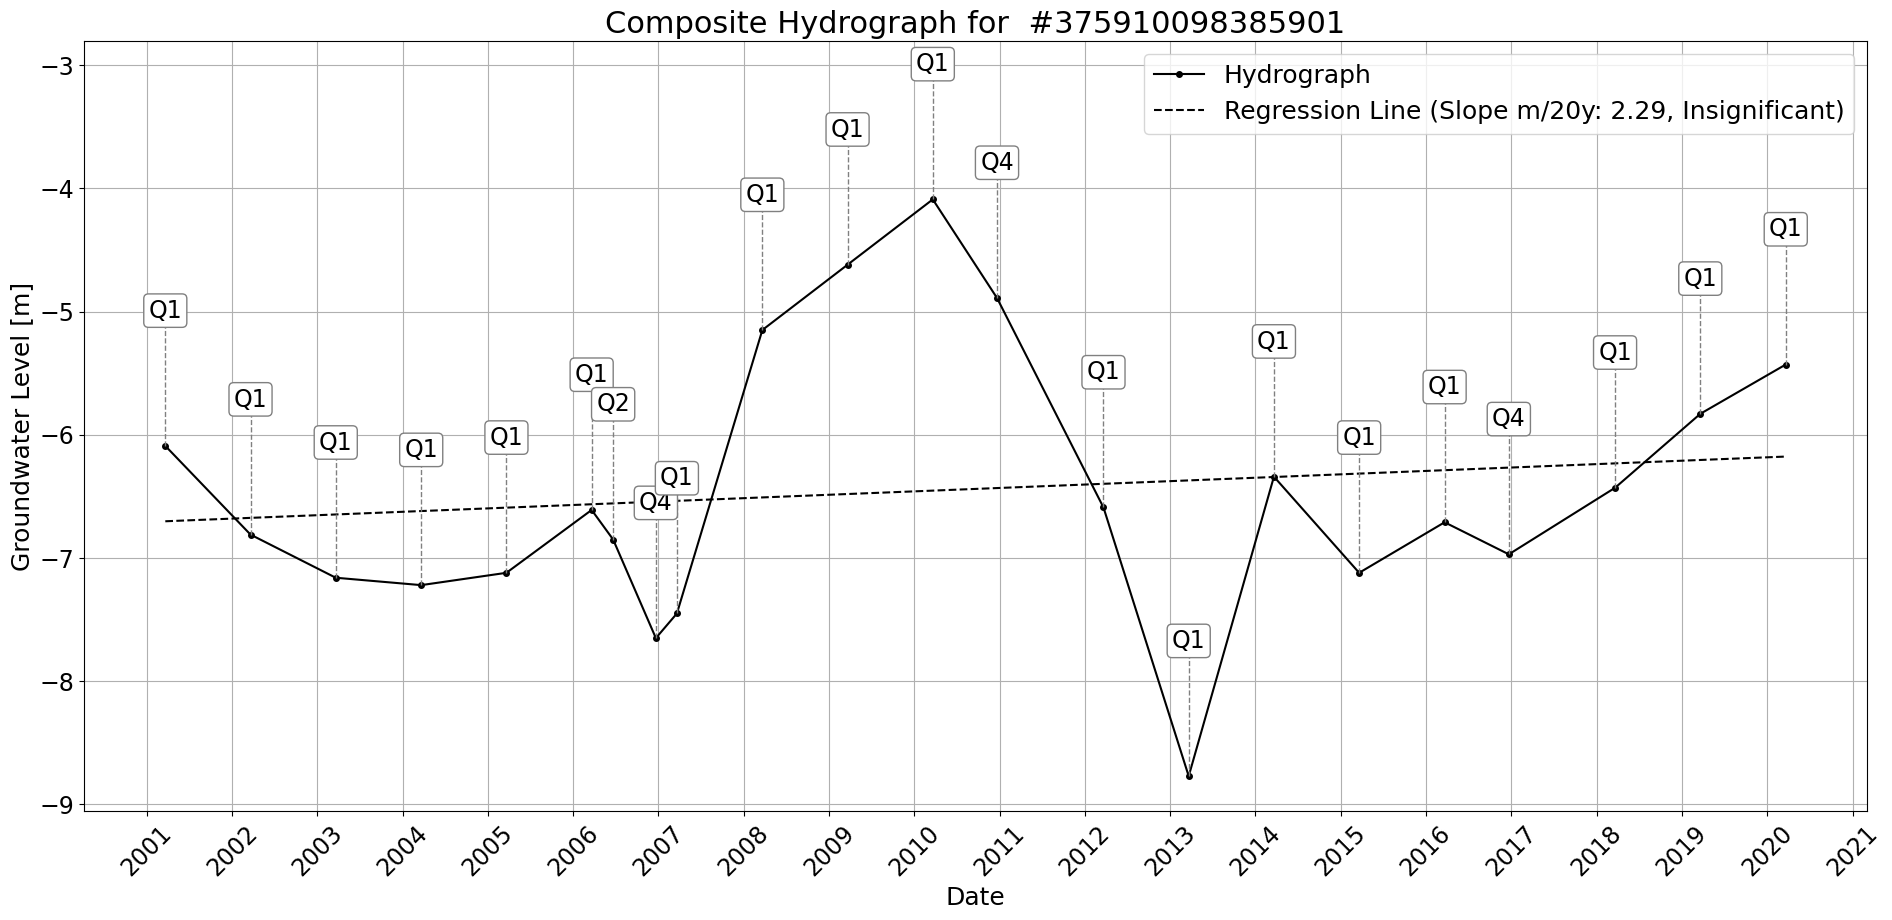 Composite Hydrograph for  #375910098385901
Hydrograph
Regression Line (Slope m/20y: 2.29, Insignificant)
Groundwater Level [m]
−3
−4
−5
−6
−7
−8
−9
Q1
Q1
Q1
Q1
Q1
Q1
Q2
Q4
Q1
Q1
Q1
Q1
Q4
Q1
Q1
Q1
Q1
Q1
Q4
Q1
Q1
Q1
2001
2002
2003
2004
2005
2006
2007
2008
2009
2010
2011
2012
2013
2014
2015
2016
2017
2018
2019
2020
2021
Date